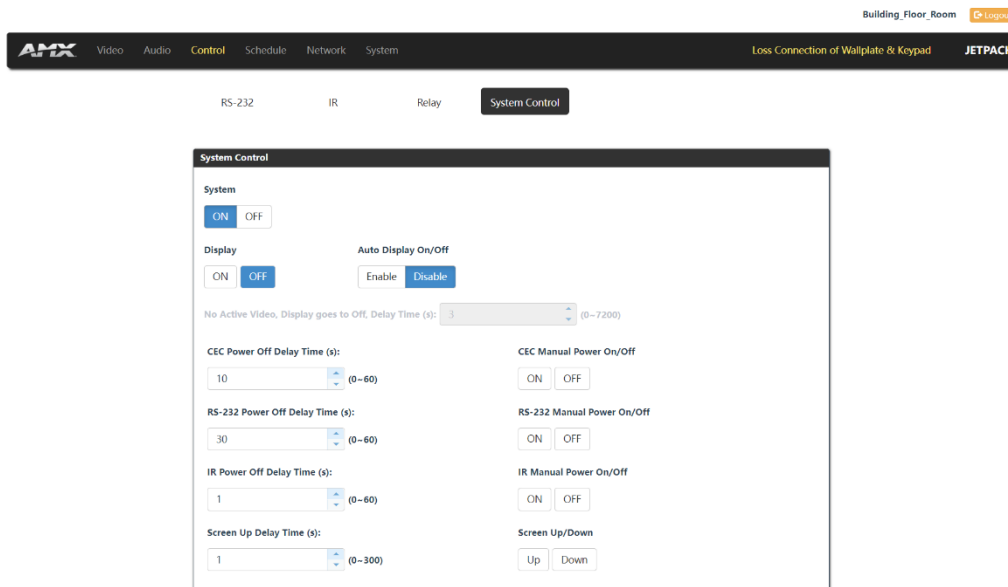 Building_Floor_Room Logou
AMX Video Audio Control Schedule Network System Loss Connection of Wallplate & Keypad JETPACK
RS-232 IR Relay System Control
System Control
System
ON OFF
Display Auto Display On/Off
ON OFF Enable Disable
No Active Video, Display goes to Off, Delay Time (s): 3 (0~7200)
CEC Power Off Delay Time (s): CEC Manual Power On/Off
10 (0~60) ON OFF
RS-232 Power Off Delay Time (s): RS-232 Manual Power On/Off
30 (0~60) ON OFF
IR Power Off Delay Time (s): IR Manual Power On/Off
1 (0~60) ON OFF
Screen Up Delay Time (s): Screen Up/Down
1 (0~300) Up Down